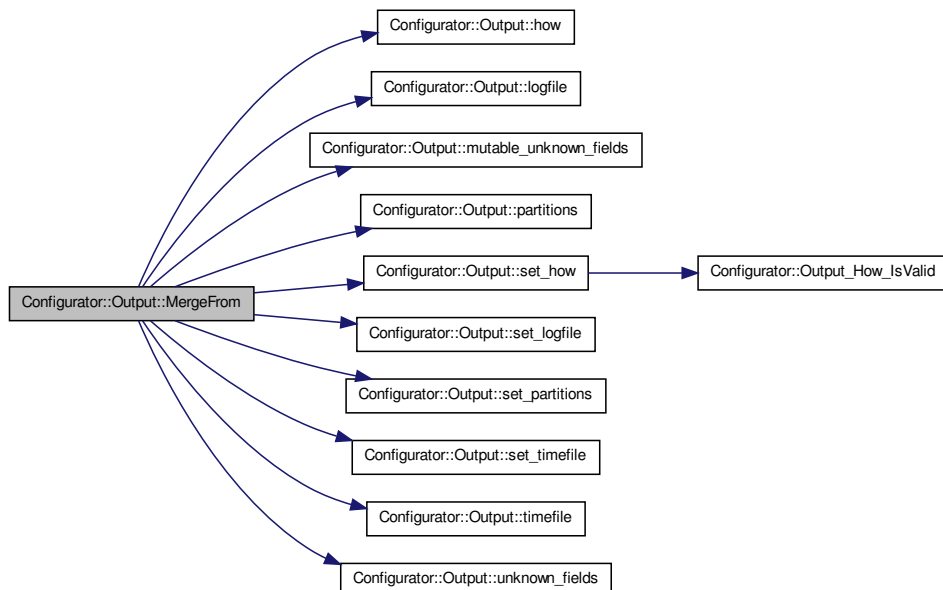 Configurator::Output::how
Configurator::Output::logfile
Configurator::Output::mutable_unknown_fields
Configurator::Output::partitions
Configurator::Output::set_how
Configurator::Output_How_IsValid
Configurator::Output::MergeFrom
Configurator::Output::set_logfile
Configurator::Output::set_partitions
Configurator::Output::set_timefile
Configurator::Output::timefile
Configurator::Output::unknown_fields